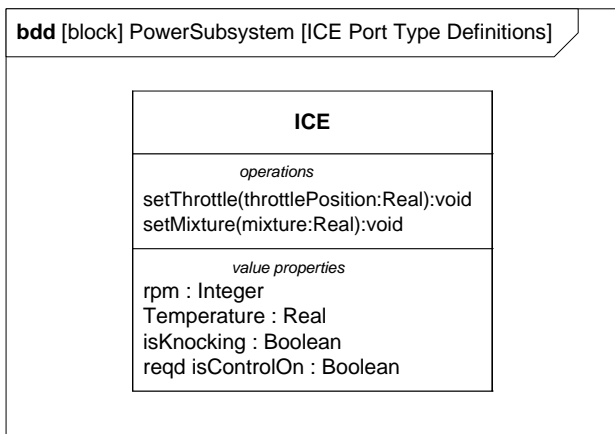 bdd [block] PowerSubsystem [ICE Port Type Definitions]
ICE
operations
setThrottle(throttlePosition:Real):void
setMixture(mixture:Real):void
value properties
rpm : Integer
Temperature : Real
isKnocking : Boolean
reqd isControlOn : Boolean